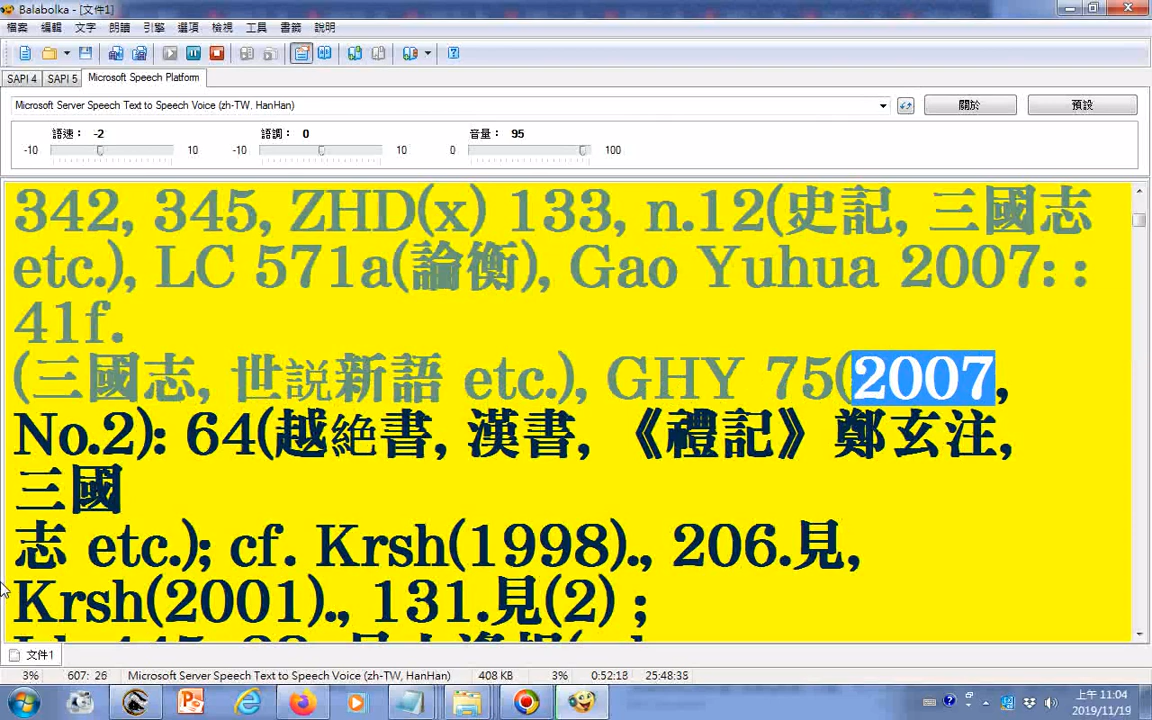 Balabolka - [文件1]
檔案 編輯 文字 朗讀 引擎 選項 檢視 工具 書籤 說明
SAPI 4 SAPI 5 Microsoft Speech Platform
Microsoft Server Speech Text to Speech Voice (zh-TW, HanHan) 關於 預設
語速： -2 語調： 0 音量： 95
-10 10 -10 10 0 100
342, 345, ZHD(x) 133, n.12(史記, 三國志
etc.), LC 571a(論衡), Gao Yuhua 2007: :
41f.
(三國志, 世説新語 etc.), GHY 75(2007,
No.2): 64(越絶書, 漢書, 《禮記》鄭玄注,
三國
志 etc.); cf. Krsh(1998)., 206.見,
Krsh(2001)., 131.見(2) ;
文件1
3% 607: 26 Microsoft Server Speech Text to Speech Voice (zh-TW, HanHan) 408 KB 3% 0:52:18 25:48:38
上午 11:04
2019/11/19